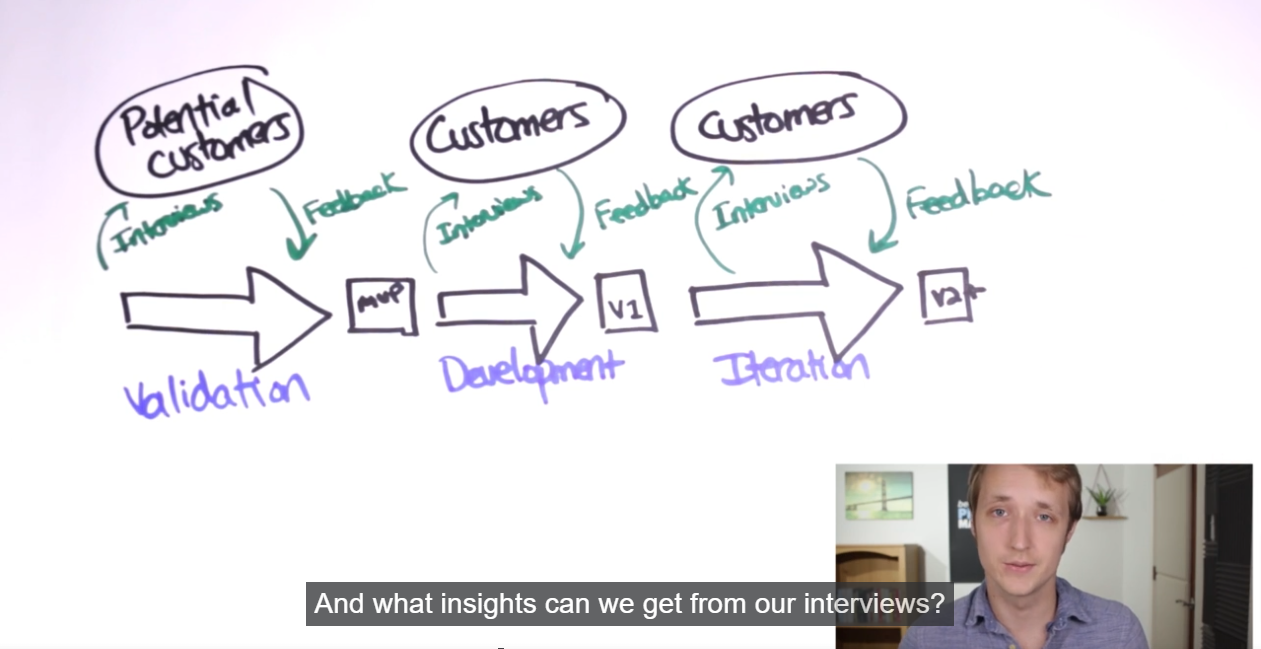 Potential
customers
Customers
Customers
Interviews
Feedback
Interviews
Feedback
Interviews
Feedback
MVP
V1
V2+
Validation
Development
Iteration
And what insights can we get from our interviews?